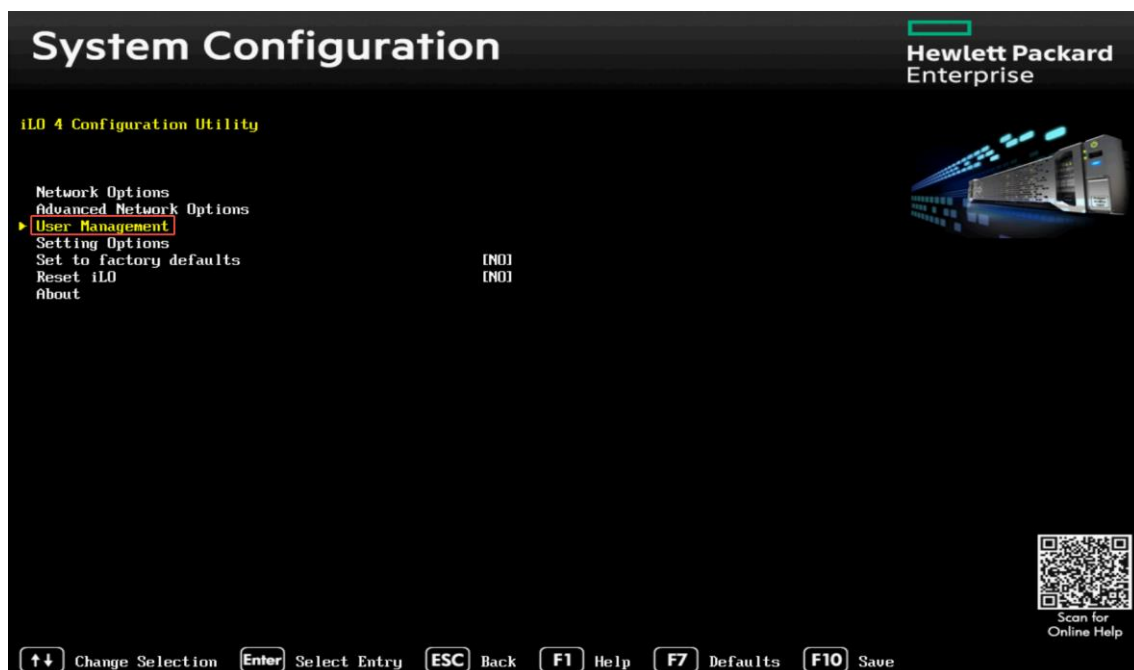 System Configuration
Hewlett Packard
Enterprise
iLO 4 Configuration Utility
Network Options
Advanced Network Options
User Management
Setting Options
Set to factory defaults [NO]
Reset iLO [NO]
About
Scan for
Online Help
↑↓ Change Selection Enter Select Entry ESC Back F1 Help F7 Defaults F10 Save